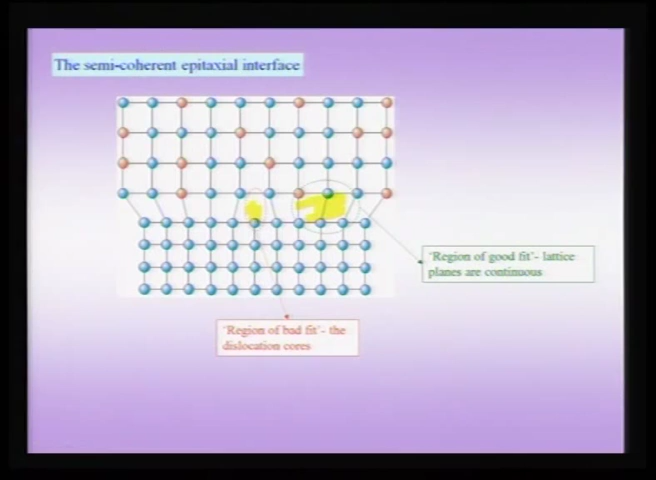 The semi-coherent epitaxial interface
'Region of good fit'- lattice
planes are continuous
'Region of bad fit'- the
dislocation cores